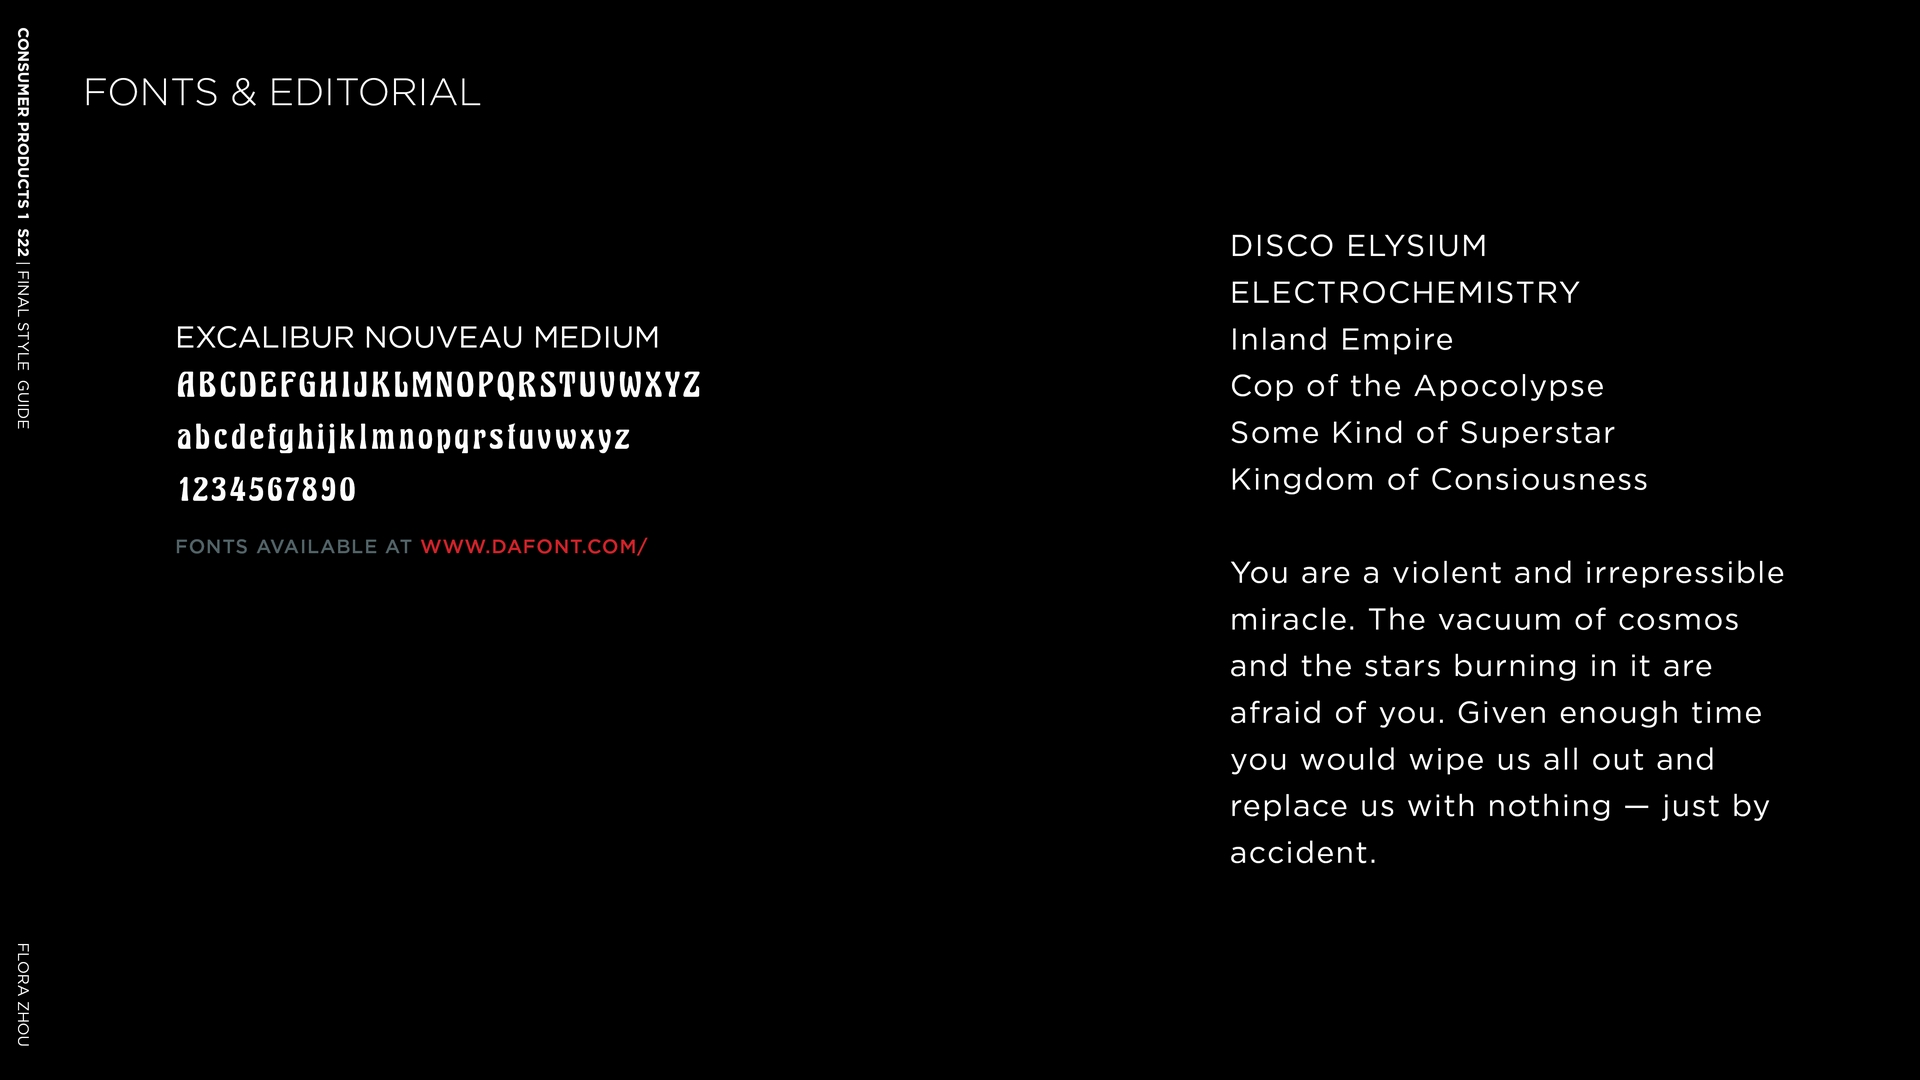 CONSUMER PRODUCTS 1 S22 | FINAL STYLE GUIDE
FONTS & EDITORIAL
EXCALIBUR NOUVEAU MEDIUM
ABCDEFGHIJKLMNOPQRSTUVWXYZ
abcdefghijklmnopqrstuvwxyz
1234567890
FONTS AVAILABLE AT WWW.DAFONT.COM/
DISCO ELYSIUM
ELECTROCHEMISTRY
Inland Empire
Cop of the Apocolypse
Some Kind of Superstar
Kingdom of Consiousness
You are a violent and irrepressible
miracle. The vacuum of cosmos
and the stars burning in it are
afraid of you. Given enough time
you would wipe us all out and
replace us with nothing — just by
accident.
FLORA ZHOU